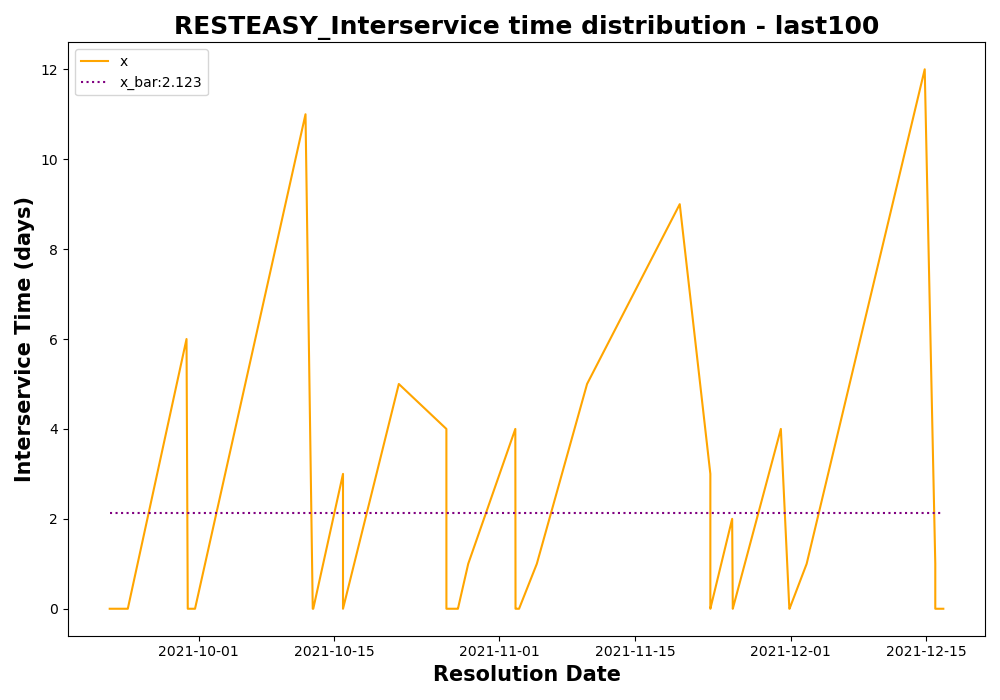 RESTEASY_Interservice time distribution - last100
x
x_bar:2.123
12
10
8
6
4
2
0
Interservice Time (days)
2021-10-01
2021-10-15
2021-11-01
2021-11-15
2021-12-01
2021-12-15
Resolution Date